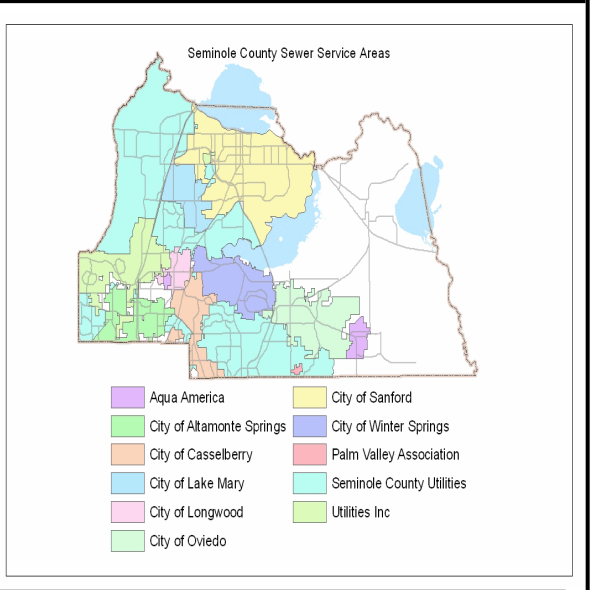 Seminole County Sewer Service Areas
Aqua America
City of Altamonte Springs
City of Casselberry
City of Lake Mary
City of Longwood
City of Oviedo
City of Sanford
City of Winter Springs
Palm Valley Association
Seminole County Utilities
Utilities Inc